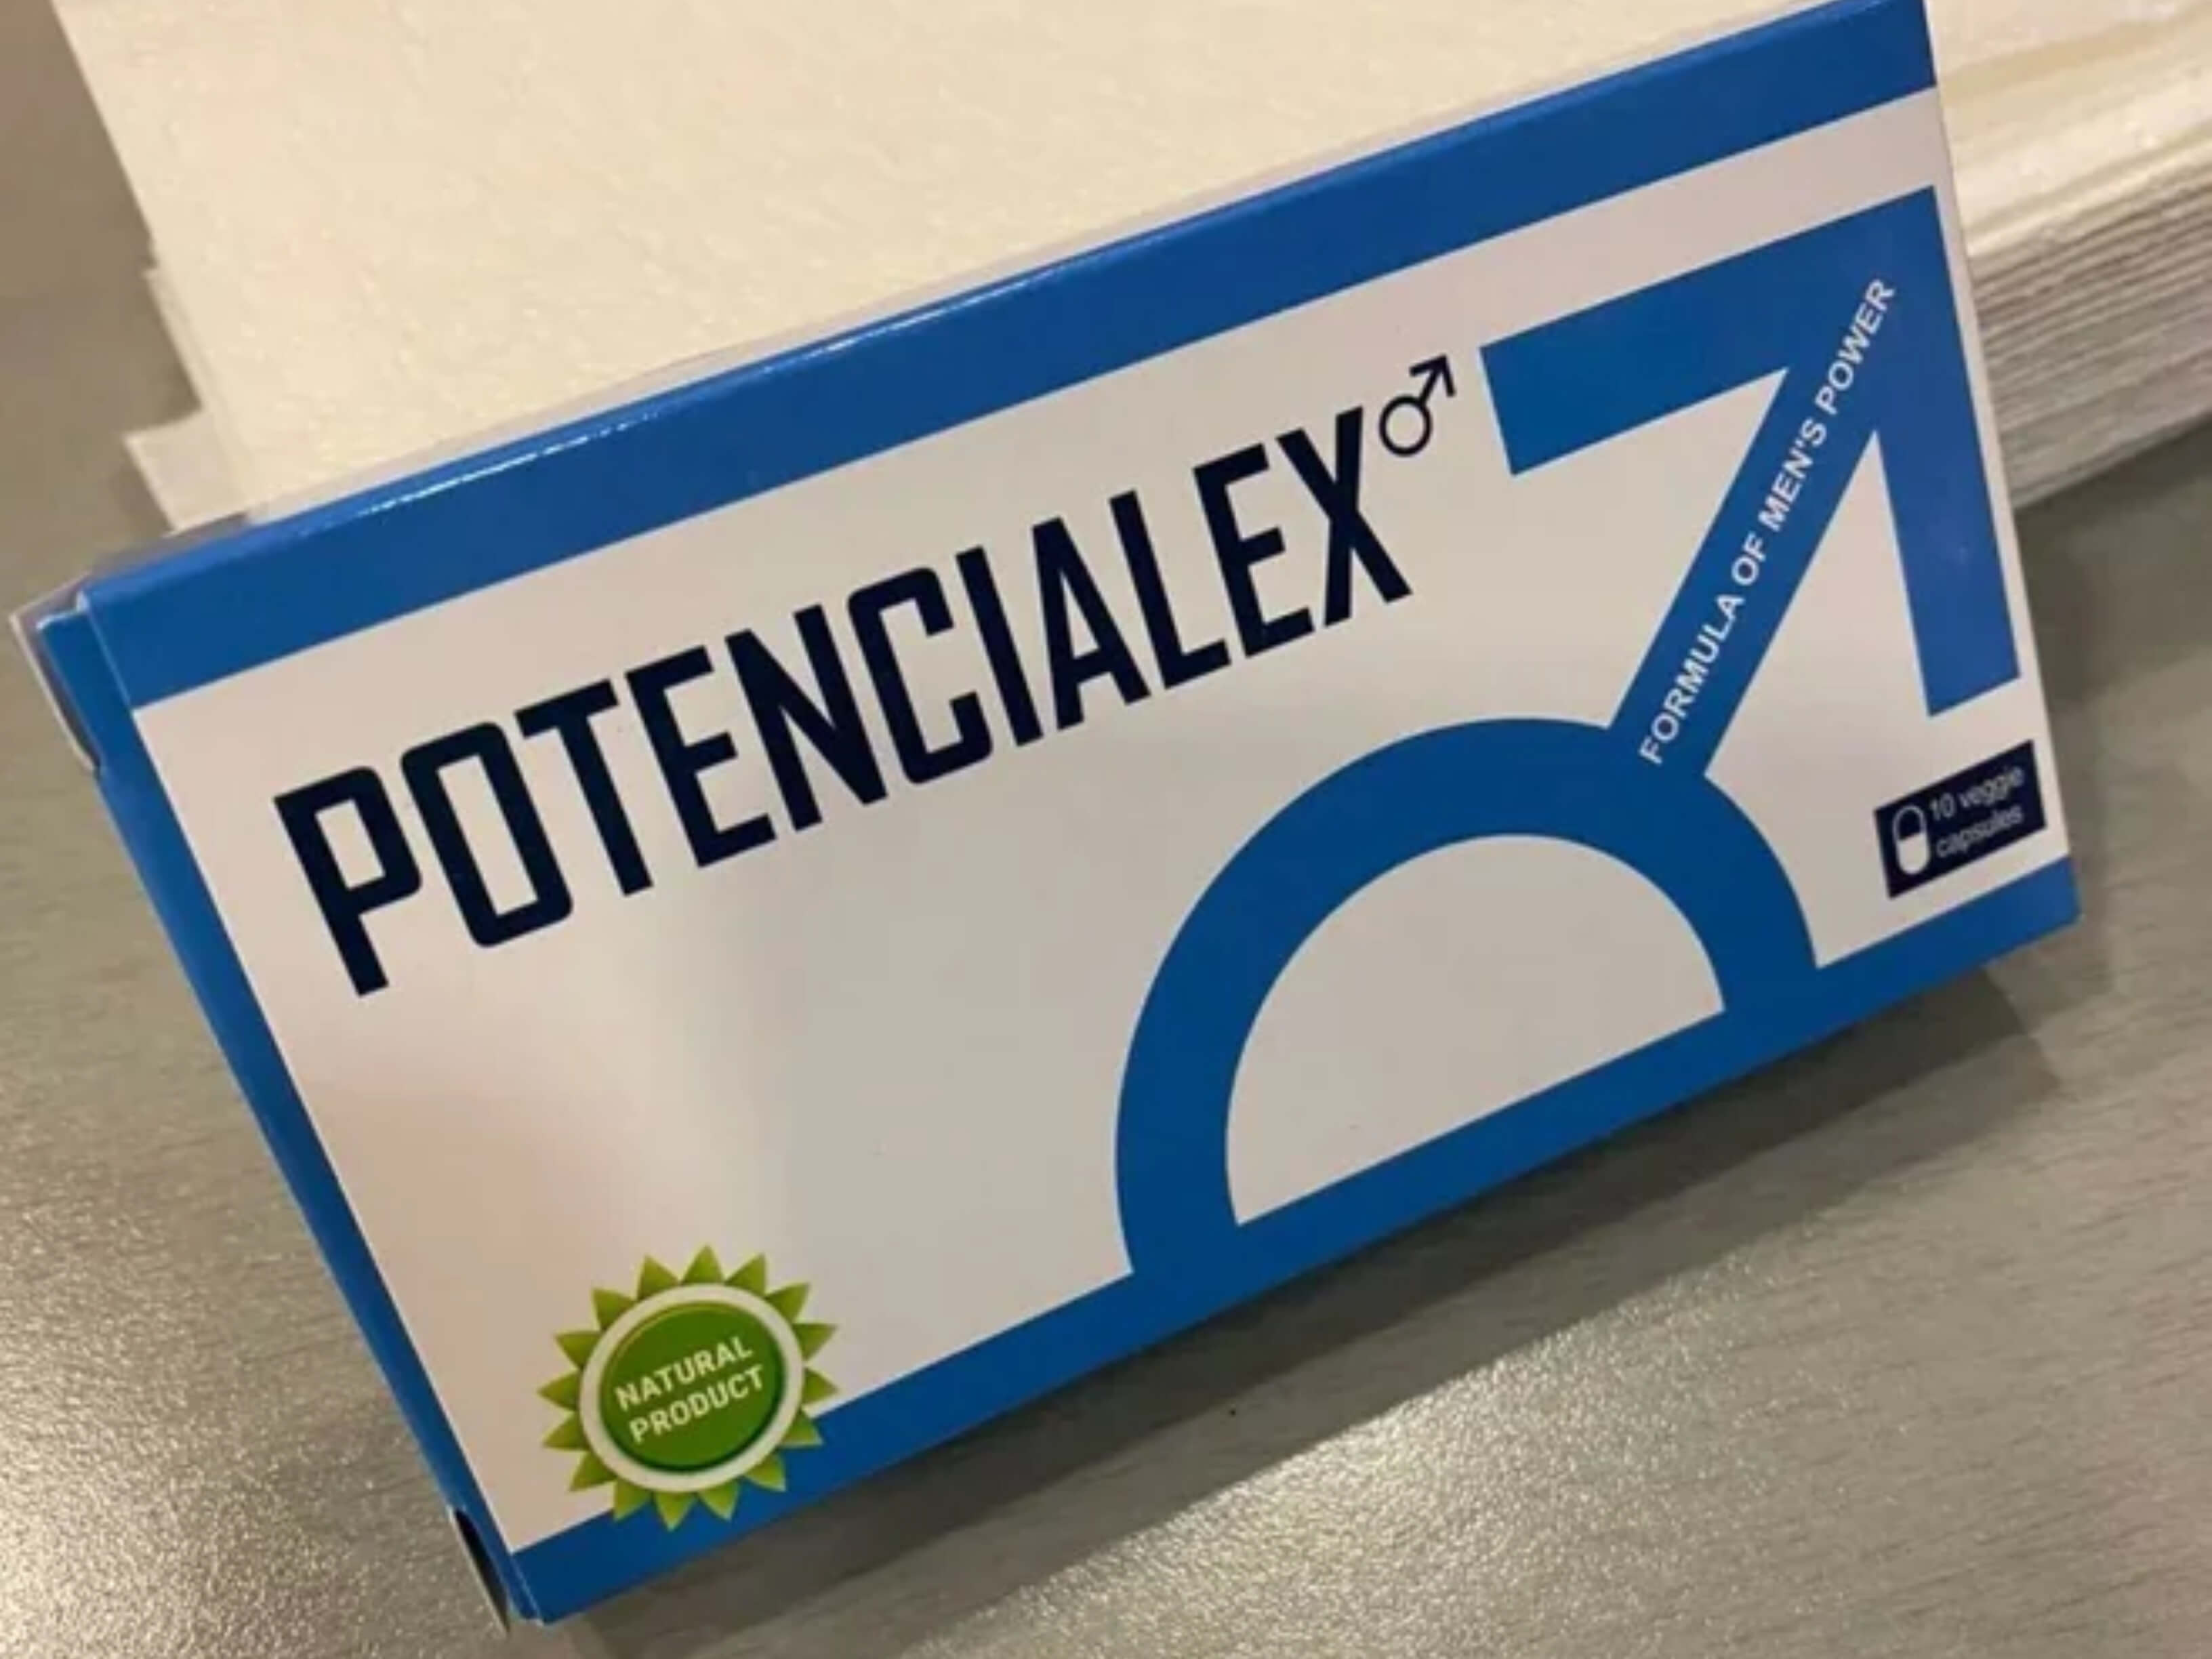 POTENCIALEX
FORMULA OF MEN'S POWER
10 veggie
capsules
NATURAL
PRODUCT